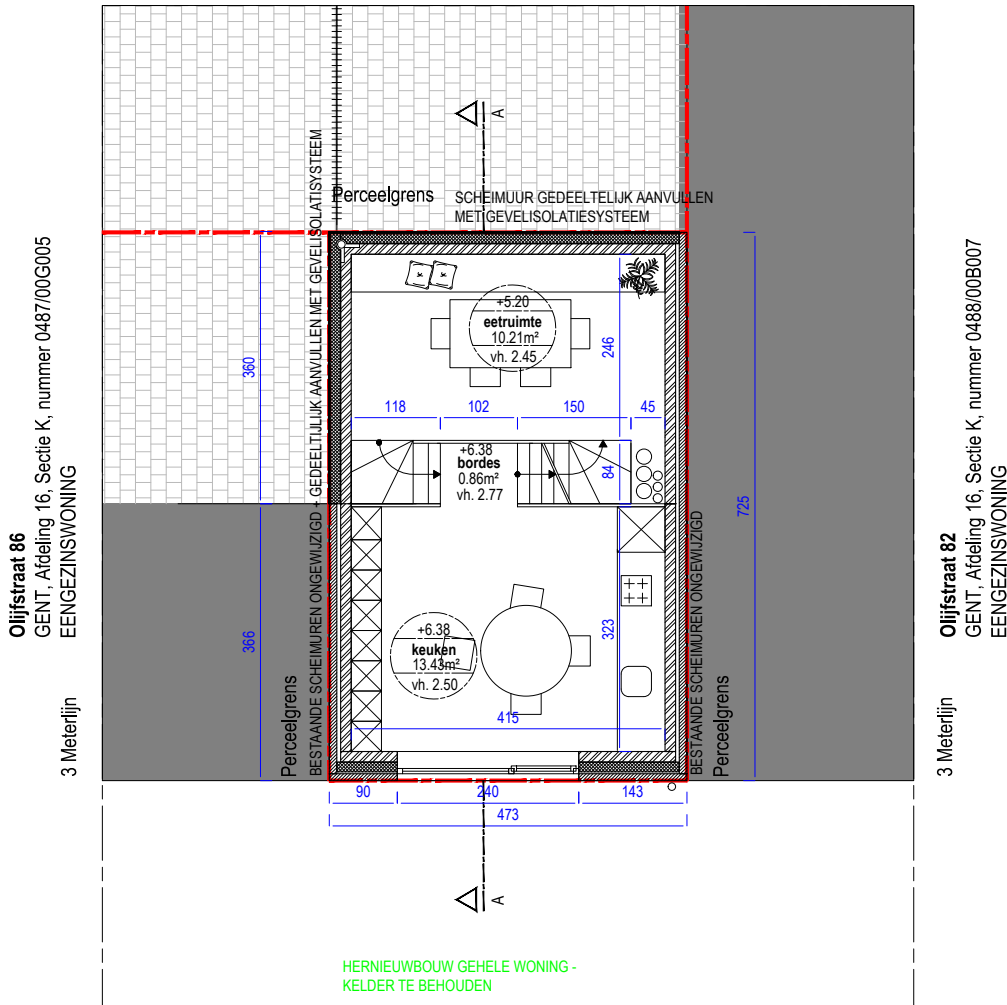 Perceelgrens
SCHEIMUUR GEDEELTELIJK AANVULLEN
MET GEVELISOLATIESYSTEEM
A
BESTAANDE SCHEIMUREN ONGEWIJZIGD + GEDEELTIJLIJK AANVULLEN MET GEVELISOLATISYSTEEM
Olijfstraat 86
GENT, Afdeling 16, Sectie K, nummer 0487/00G005
EENGEZINSWONING
3 Meterlijn
Perceelgrens
360
366
+5.20
eetruimte
10.21m²
vh. 2.45
246
118
102
150
45
+6.38
bordes
0.86m²
vh. 2.77
84
+6.38
keuken
13.43m²
vh. 2.50
323
415
725
BESTAANDE SCHEIMUREN ONGEWIJZIGD
Perceelgrens
Olijfstraat 82
GENT, Afdeling 16, Sectie K, nummer 0488/00B007
EENGEZINSWONING
3 Meterlijn
90
240
143
473
A
HERNIEUWBOUW GEHELE WONING -
KELDER TE BEHOUDEN